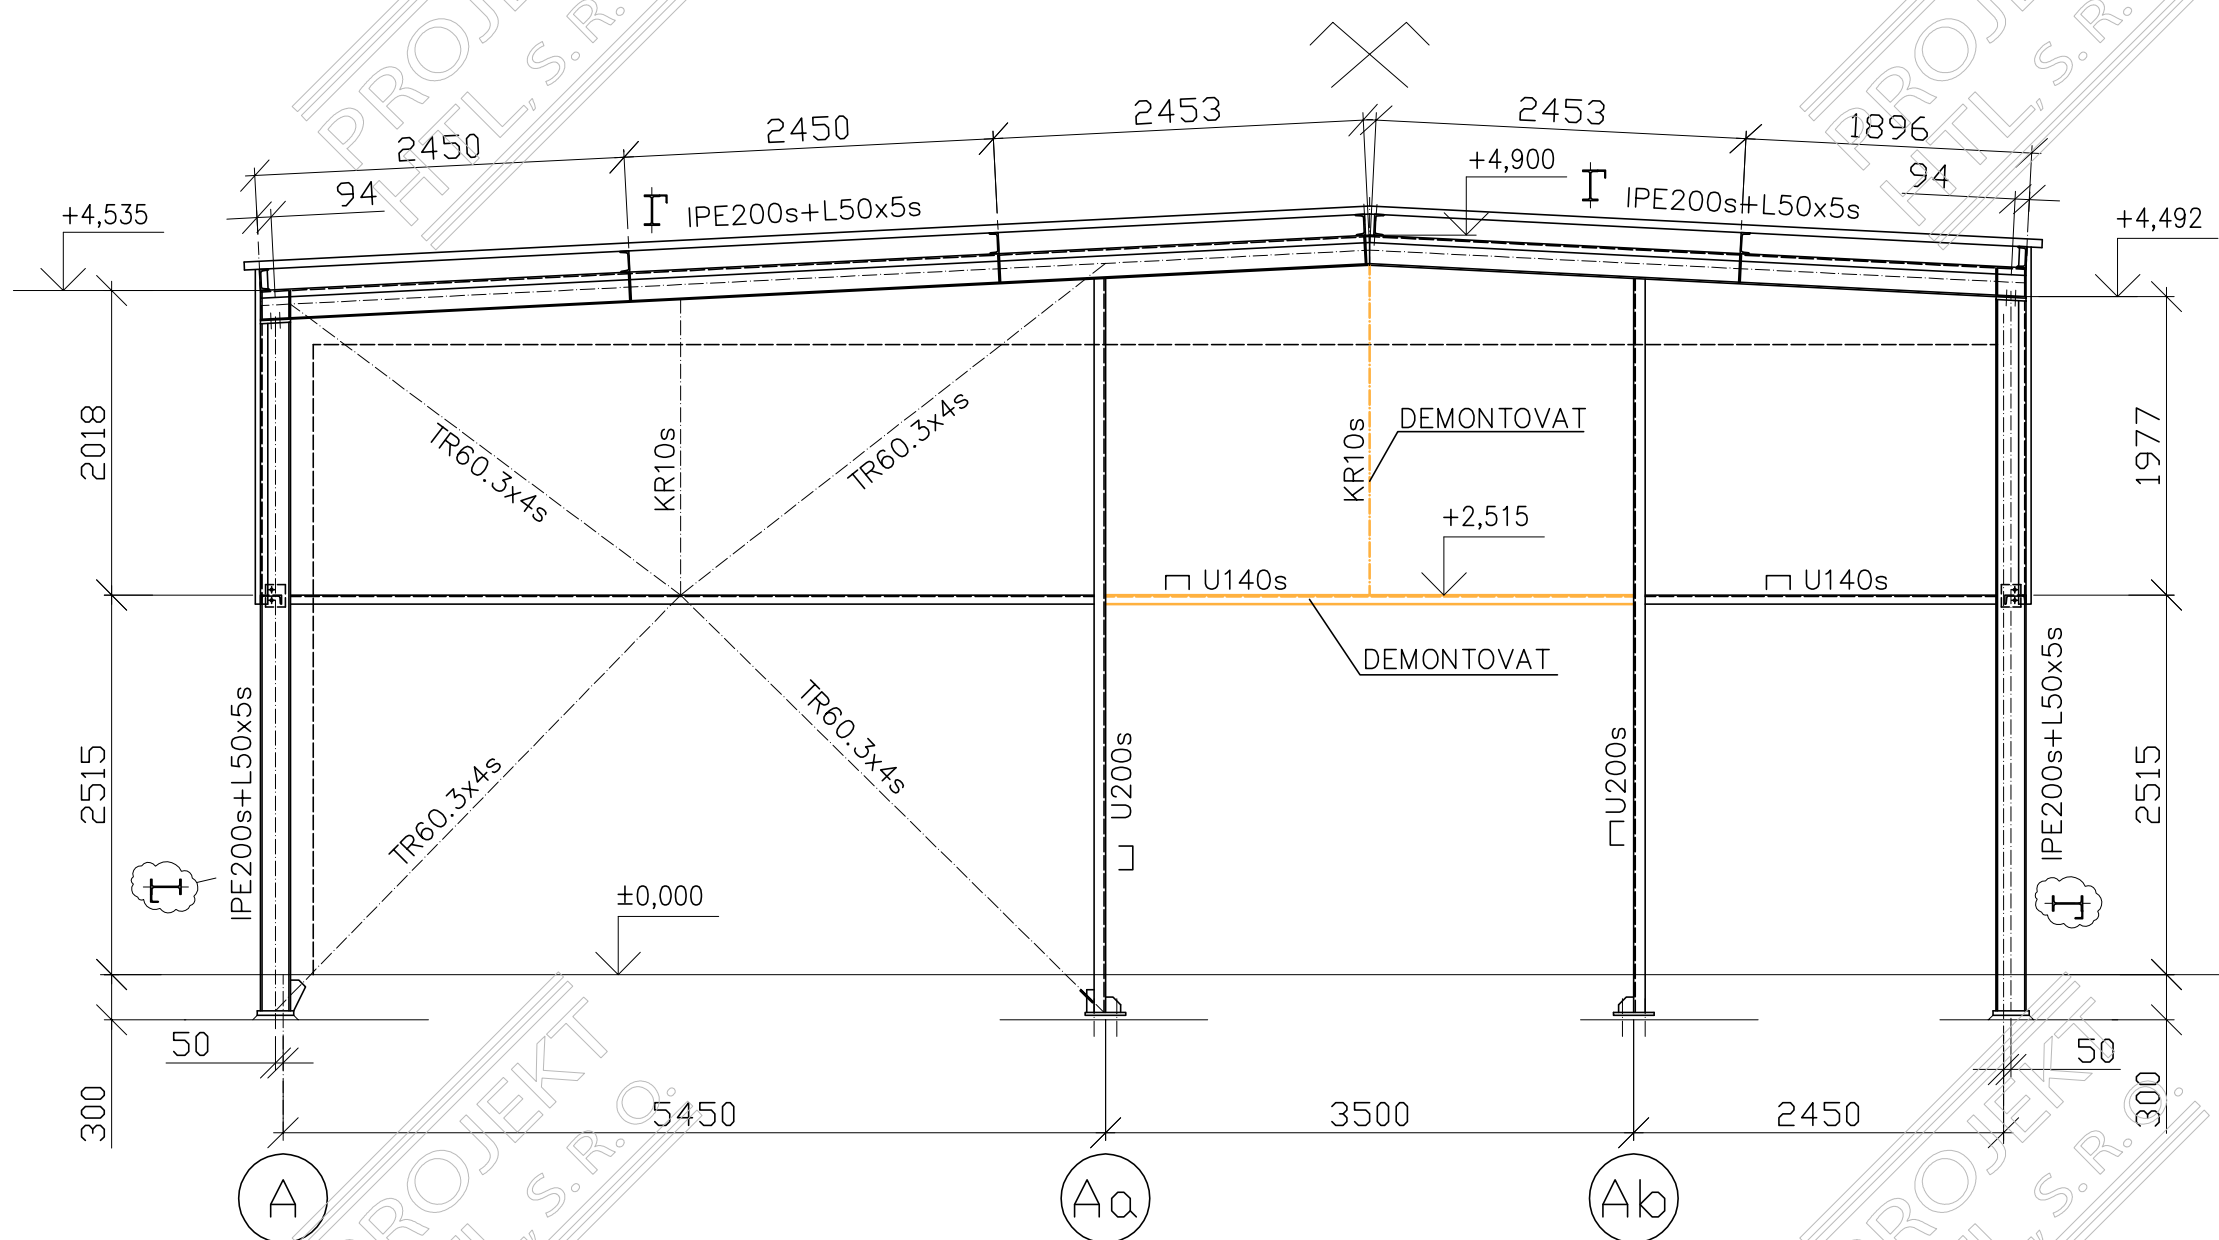 2450
2450
2453
2453
1896
94
94
+4,535
+4,900
+4,492
IPE200s+L50x5s
IPE200s+L50x5s
2018
TR60.3x4s
KR10s
TR60.3x4s
KR10s
DEMONTOVAT
1977
+2,515
U140s
U140s
DEMONTOVAT
2515
IPE200s+L50x5s
TR60.3x4s
TR60.3x4s
U200s
U200s
IPE200s+L50x5s
2515
±0,000
50
50
300
5450
3500
2450
300
A
Aa
Ab
PROJEKT
HTL, S.R.O.
PROJEKT
HTL, S.R.O.